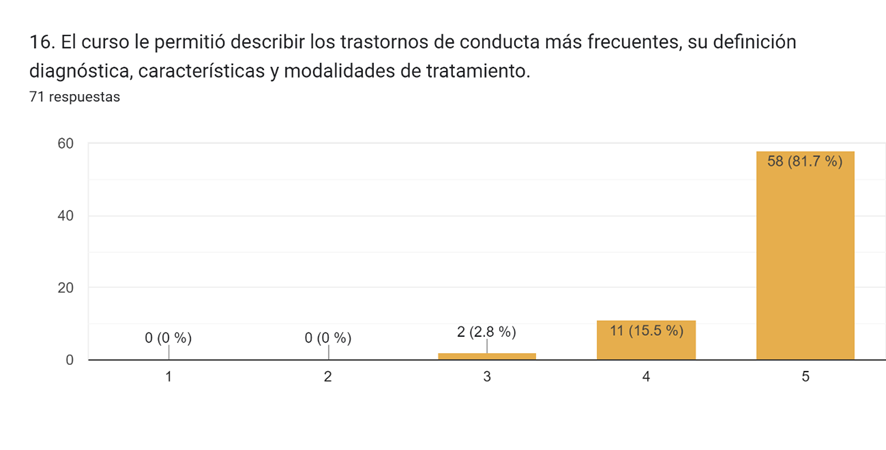 16. El curso le permitió describir los trastornos de conducta más frecuentes, su definición
diagnóstica, características y modalidades de tratamiento.
71 respuestas
60
40
20
0
0 (0 %)
0 (0 %)
2 (2.8 %)
11 (15.5 %)
58 (81.7 %)
1
2
3
4
5